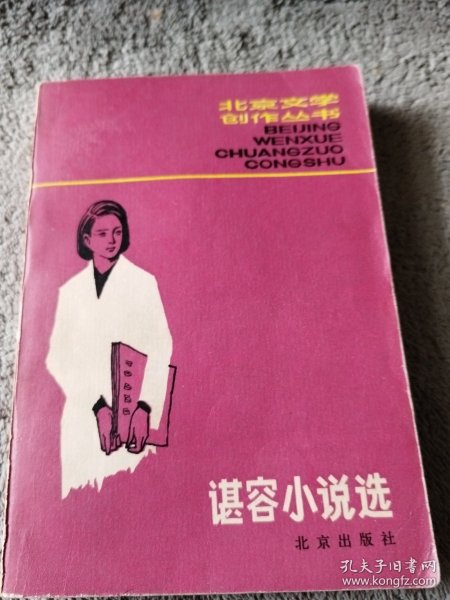 北京文学
创作丛书
BEIJING
WENXUE
CHUANGZUO
CONGSHU
谌容小说选
北京出版社
孔夫子旧书网
www.kongfz.com